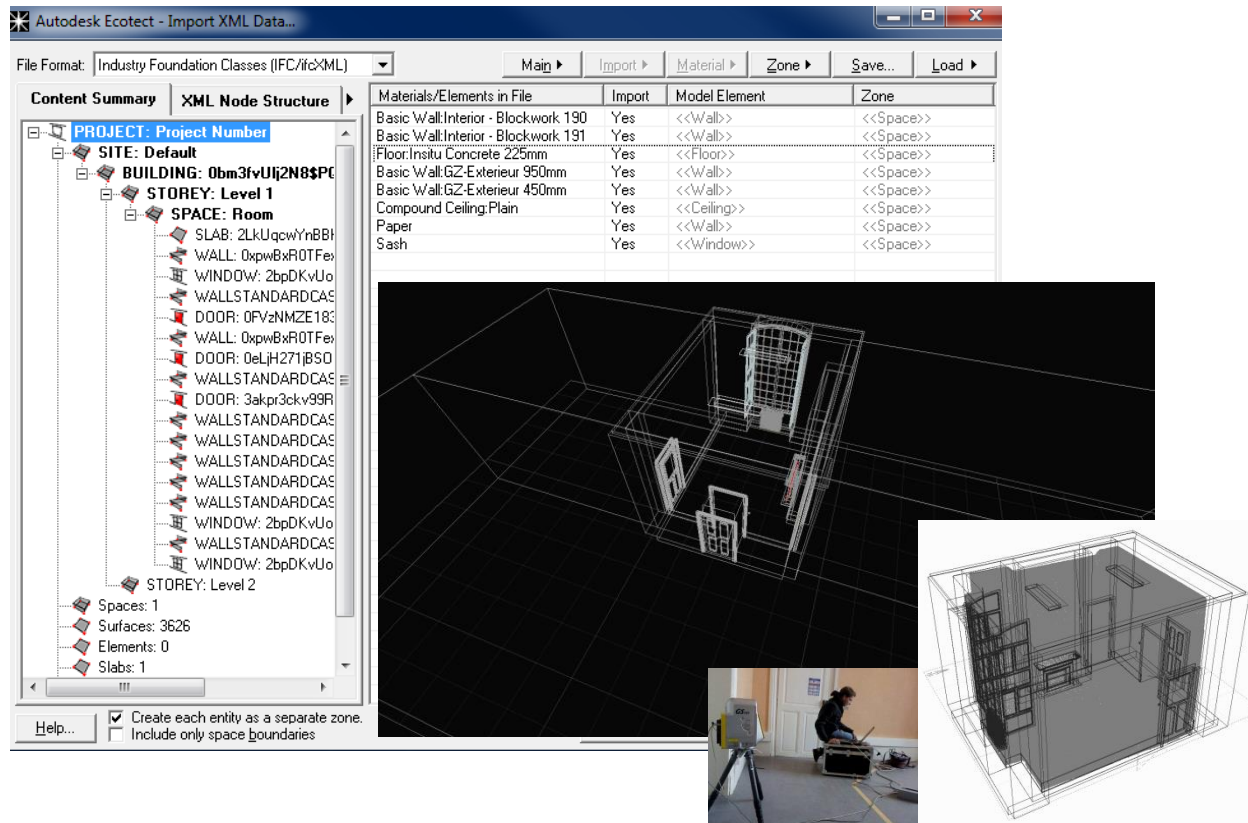 Autodesk Ecotect - Import XML Data...
File Format: Industry Foundation Classes (IFC/ifcXML)
Main Import Material Zone Save... Load
Content Summary XML Node Structure
PROJECT: Project Number
SITE: Default
BUILDING: 0bm3fvUlj2N8$P
STOREY: Level 1
SPACE: Room
SLAB: 2LkUqcwYnBB
WALL: 0xpwBxR0TFe
WINDOW: 2bpDKvUo
WALLSTANDARDCAS
DOOR: 0FVzNMZE183
WALL: 0xpwBxR0TFe
DOOR: 0eLjH271jBSO
WALLSTANDARDCAS
DOOR: 3akpr3ckv99R
WALLSTANDARDCAS
WALLSTANDARDCAS
WALLSTANDARDCAS
WALLSTANDARDCAS
WALLSTANDARDCAS
WINDOW: 2bpDKvUo
WALLSTANDARDCAS
WINDOW: 2bpDKvUo
STOREY: Level 2
Spaces: 1
Surfaces: 3626
Elements: 0
Slabs: 1
Materials/Elements in File Import Model Element Zone
Basic Wall:Interior - Blockwork 190 Yes <<Wall>> <<Space>>
Basic Wall:Interior - Blockwork 191 Yes <<Wall>> <<Space>>
Floor:Insitu Concrete 225mm Yes <<Floor>> <<Space>>
Basic Wall:GZ-Exterieur 950mm Yes <<Wall>> <<Space>>
Basic Wall:GZ-Exterieur 450mm Yes <<Wall>> <<Space>>
Compound Ceiling:Plain Yes <<Ceiling>> <<Space>>
Paper Yes <<Wall>> <<Space>>
Sash Yes <<Window>> <<Space>>
Help...
Create each entity as a separate zone.
Include only space boundaries